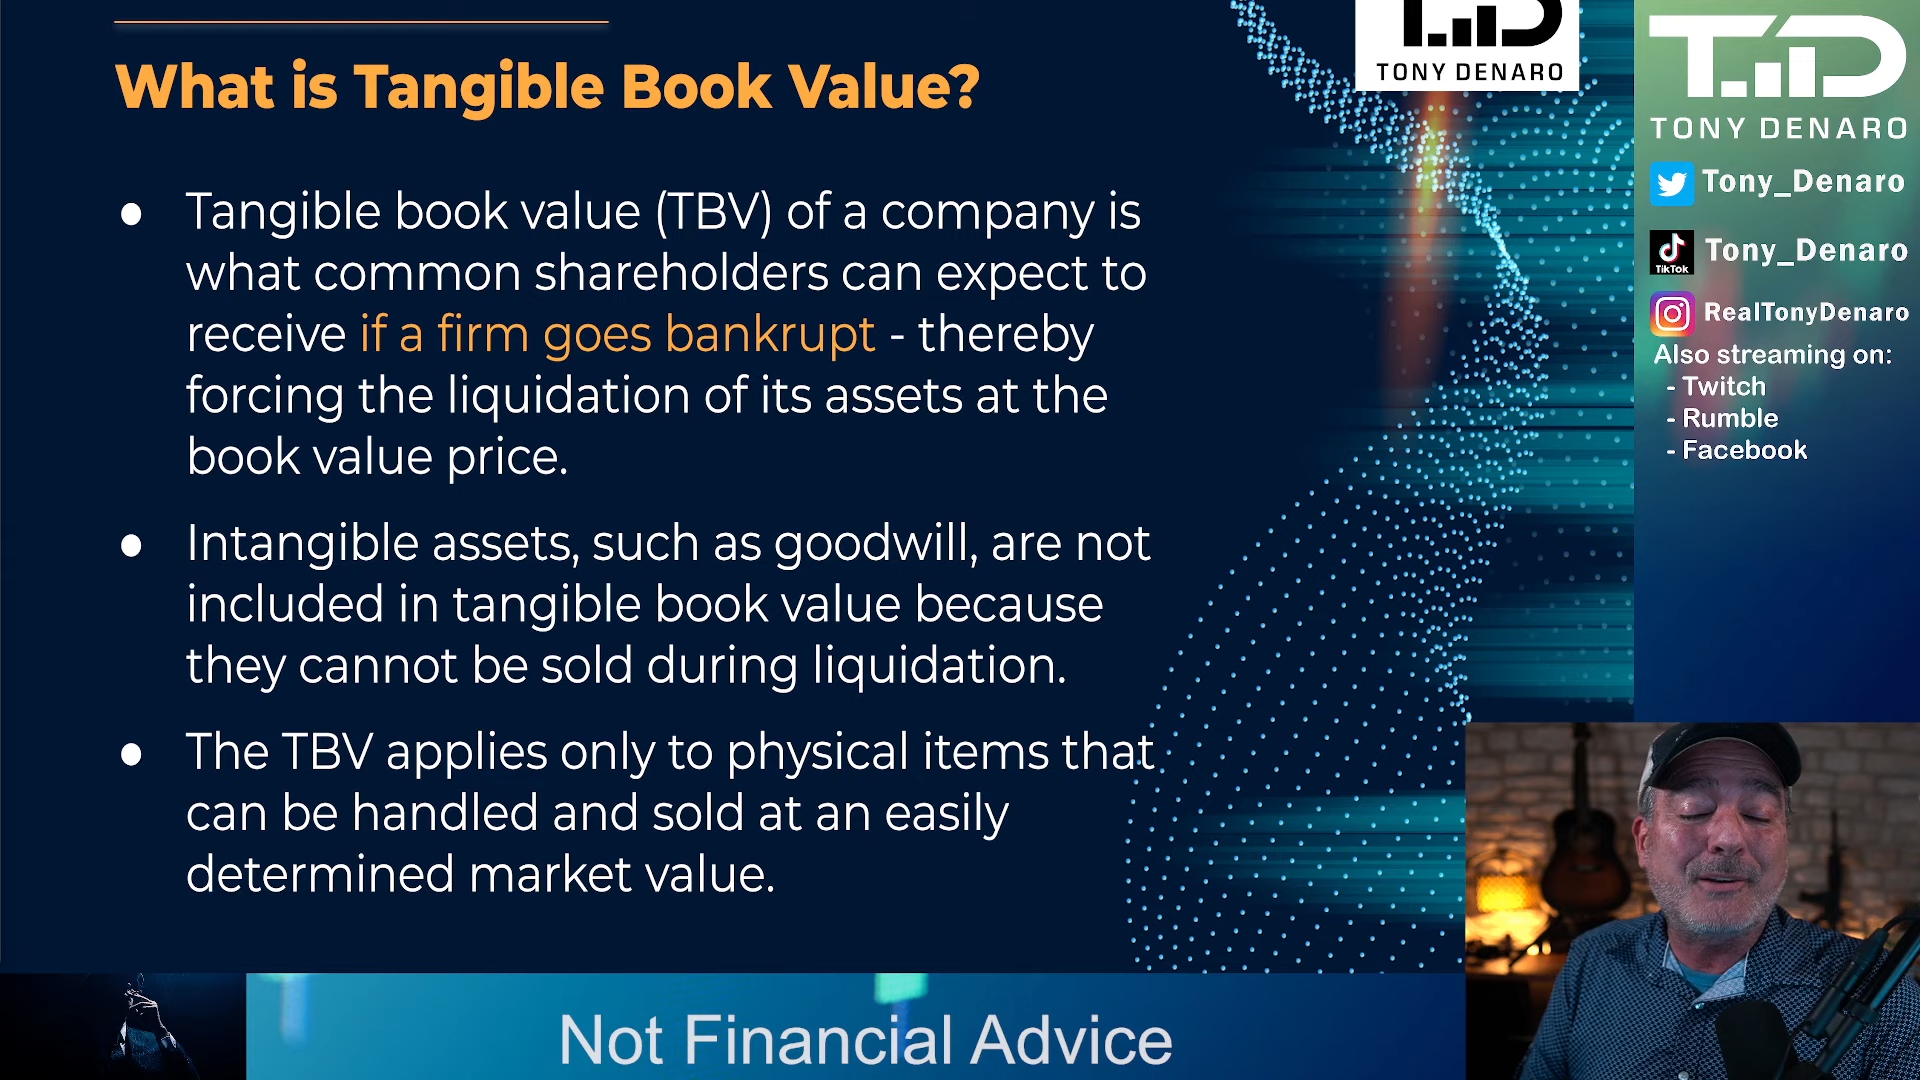 What is Tangible Book Value?
● Tangible book value (TBV) of a company is
what common shareholders can expect to
receive if a firm goes bankrupt - thereby
forcing the liquidation of its assets at the
book value price.
● Intangible assets, such as goodwill, are not
included in tangible book value because
they cannot be sold during liquidation.
● The TBV applies only to physical items that
can be handled and sold at an easily
determined market value.
TD
TONY DENARO
TD
TONY DENARO
Tony_Denaro
TikTok
Tony_Denaro
RealTonyDenaro
Also streaming on:
- Twitch
- Rumble
- Facebook
Not Financial Advice